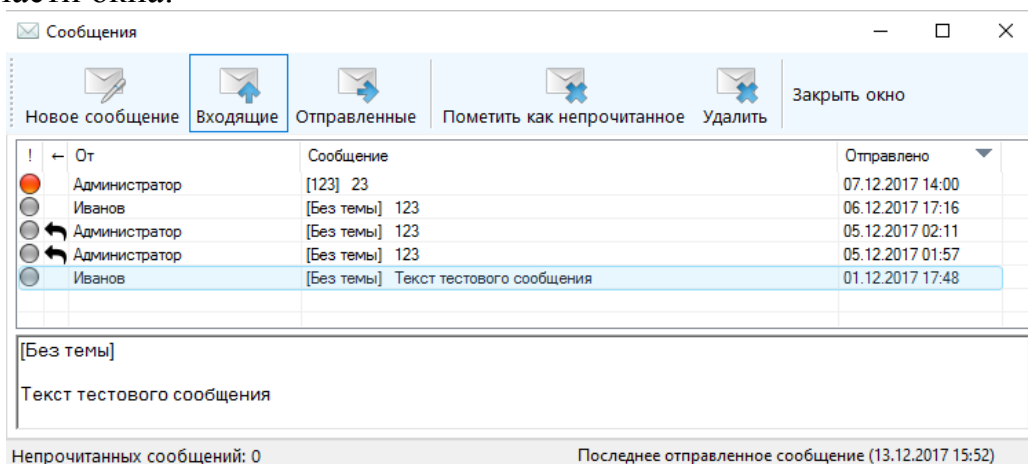 части окна.
Сообщения
Новое сообщение Входящие Отправленные Пометить как непрочитанное Удалить Закрыть окно
! ← От Сообщение Отправлено
Администратор [123] 23 07.12.2017 14:00
Иванов [Без темы] 123 06.12.2017 17:16
Администратор [Без темы] 123 05.12.2017 02:11
Администратор [Без темы] 123 05.12.2017 01:57
Иванов [Без темы] Текст тестового сообщения 01.12.2017 17:48
[Без темы]
Текст тестового сообщения
Непрочитанных сообщений: 0 Последнее отправленное сообщение (13.12.2017 15:52)